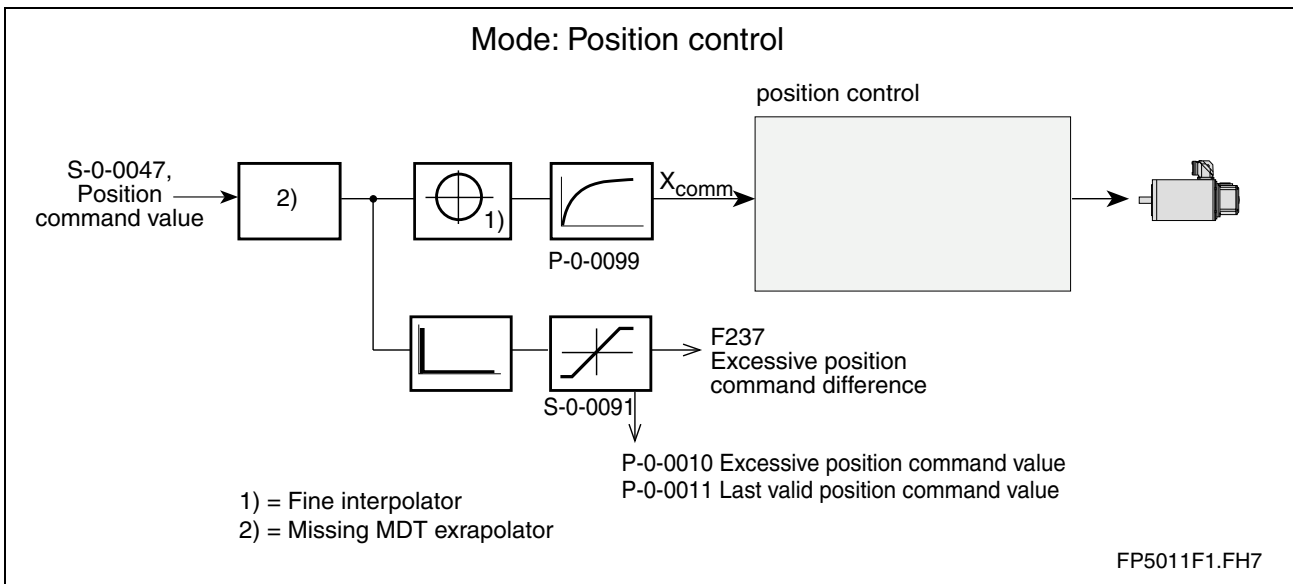 Mode: Position control
position control
S-0-0047,
Position
command value
2)
1)
Xcomm
P-0-0099
F237
Excessive position
command difference
S-0-0091
P-0-0010 Excessive position command value
P-0-0011 Last valid position command value
1) = Fine interpolator
2) = Missing MDT exrapolator
FP5011F1.FH7